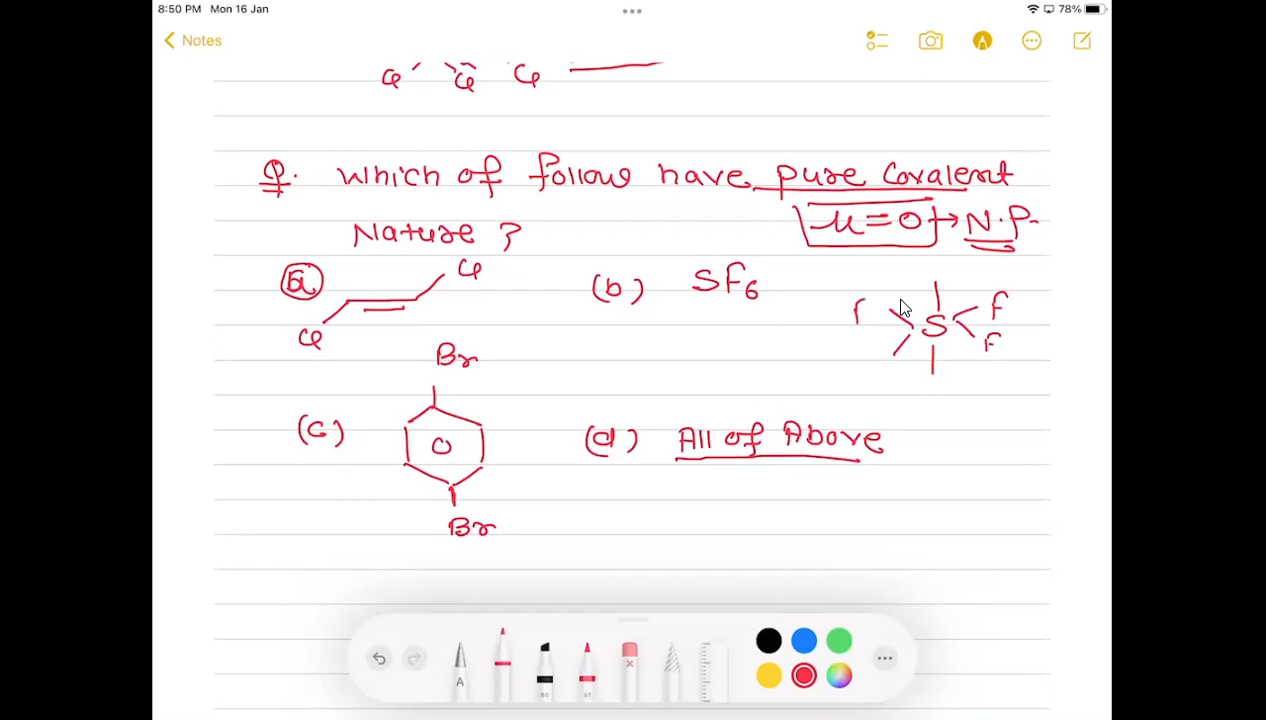 8:50 PM Mon 16 Jan
78%
Notes
Cl Cl Cl
Q. Which of follow have pure Covalent
Nature ?
μ=0 → N.P.
(a) Cl Cl
(b) SF6
S F F F
(c) Br Br
(d) All of Above
A
80